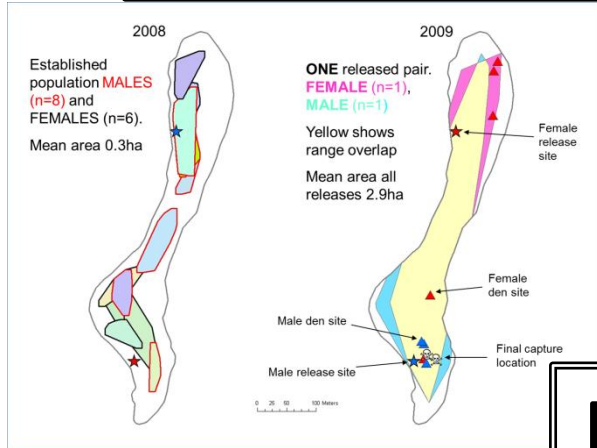 2008
Established
population MALES
(n=8) and
FEMALES (n=6).
Mean area 0.3ha
2009
ONE released pair.
FEMALE (n=1),
MALE (n=1)
Yellow shows
range overlap
Mean area all
releases 2.9ha
Female
release
site
Female
den site
Male den site
Male release site
Final capture
location
0 25 50 100 Meters